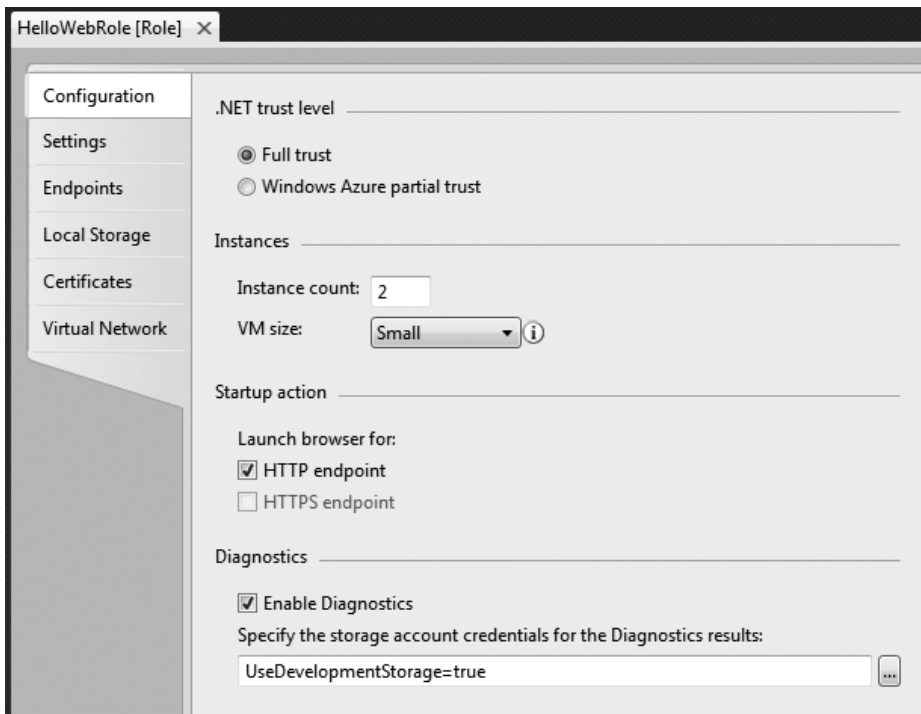 HelloWebRole [Role]
Configuration
Settings
Endpoints
Local Storage
Certificates
Virtual Network
.NET trust level
Full trust
Windows Azure partial trust
Instances
Instance count: 2
VM size: Small
Startup action
Launch browser for:
HTTP endpoint
HTTPS endpoint
Diagnostics
Enable Diagnostics
Specify the storage account credentials for the Diagnostics results:
UseDevelopmentStorage=true
...